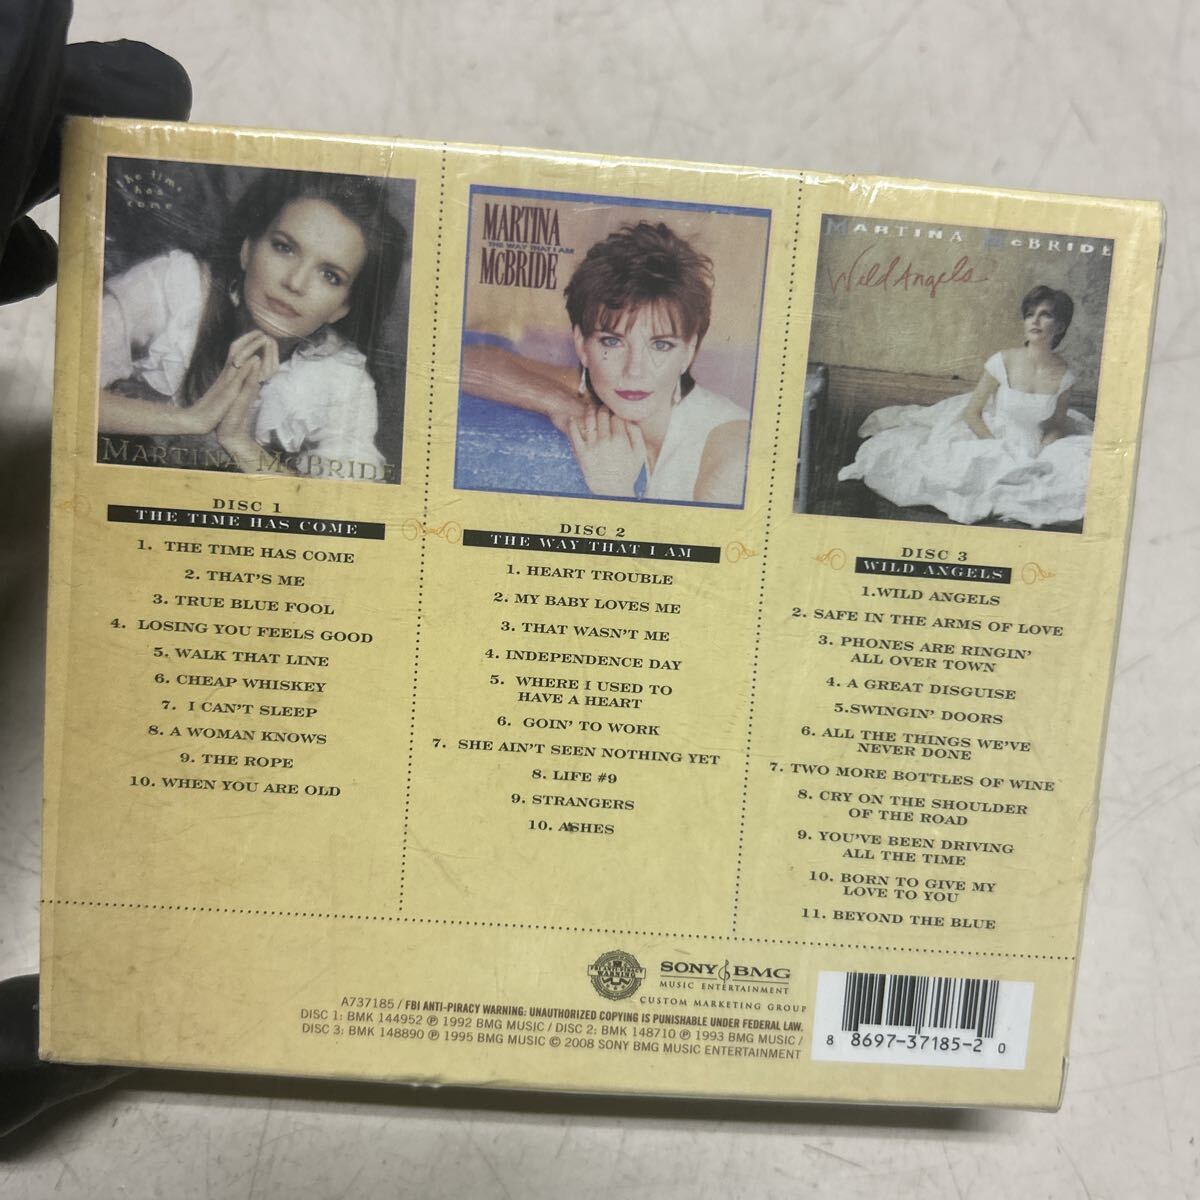 the time
has
come
MARTINA McBRIDE
DISC 1
THE TIME HAS COME
1. THE TIME HAS COME
2. THAT'S ME
3. TRUE BLUE FOOL
4. LOSING YOU FEELS GOOD
5. WALK THAT LINE
6. CHEAP WHISKEY
7. I CAN'T SLEEP
8. A WOMAN KNOWS
9. THE ROPE
10. WHEN YOU ARE OLD
MARTINA
THE WAY THAT I AM
McBRIDE
DISC 2
THE WAY THAT I AM
1. HEART TROUBLE
2. MY BABY LOVES ME
3. THAT WASN'T ME
4. INDEPENDENCE DAY
5. WHERE I USED TO
HAVE A HEART
6. GOIN' TO WORK
7. SHE AIN'T SEEN NOTHING YET
8. LIFE #9
9. STRANGERS
10. ASHES
MARTINA McBRIDE
Wild Angels
DISC 3
WILD ANGELS
1.WILD ANGELS
2. SAFE IN THE ARMS OF LOVE
3. PHONES ARE RINGIN'
ALL OVER TOWN
4. A GREAT DISGUISE
5.SWINGIN' DOORS
6. ALL THE THINGS WE'VE
NEVER DONE
7. TWO MORE BOTTLES OF WINE
8. CRY ON THE SHOULDER
OF THE ROAD
9. YOU'VE BEEN DRIVING
ALL THE TIME
10. BORN TO GIVE MY
LOVE TO YOU
11. BEYOND THE BLUE
FBI ANTI-PIRACY
WARNING
SONY BMG
MUSIC ENTERTAINMENT
CUSTOM MARKETING GROUP
A737185 / FBI ANTI-PIRACY WARNING: UNAUTHORIZED COPYING IS PUNISHABLE UNDER FEDERAL LAW.
DISC 1: BMK 144952 ℗ 1992 BMG MUSIC / DISC 2: BMK 148710 ℗ 1993 BMG MUSIC /
DISC 3: BMK 148890 ℗ 1995 BMG MUSIC © 2008 SONY BMG MUSIC ENTERTAINMENT
8 8697-37185-2 0